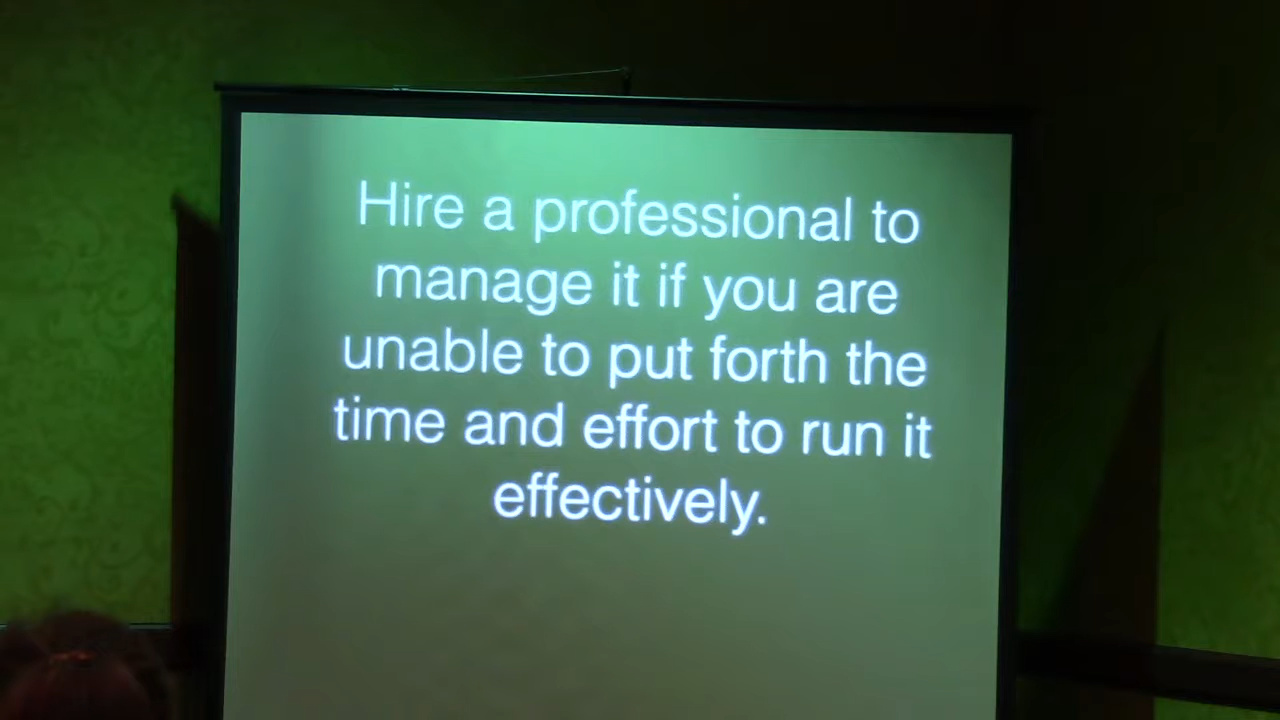 Hire a professional to
manage it if you are
unable to put forth the
time and effort to run it
effectively.